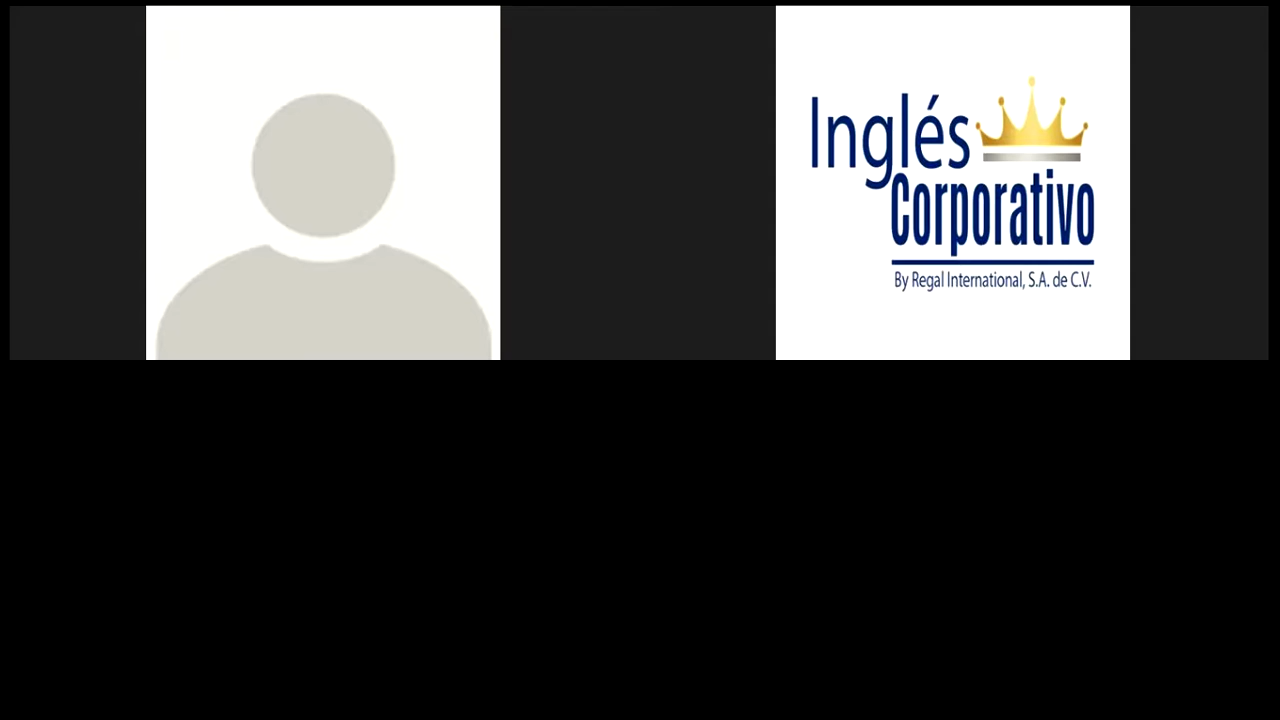 Inglés
Corporativo
By Regal International, S.A. de C.V.